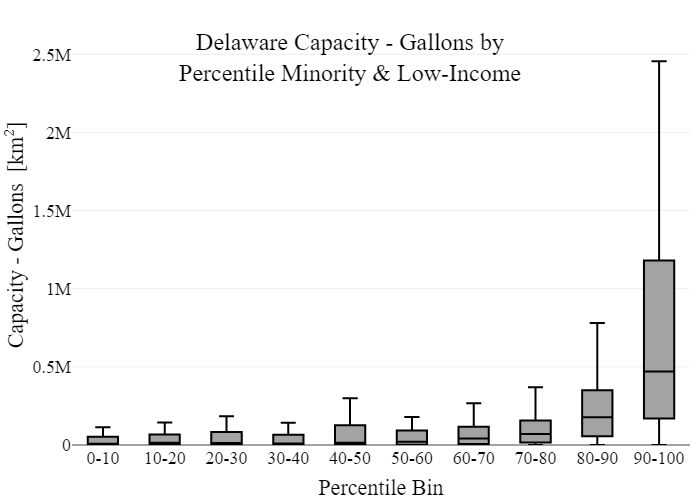 Delaware Capacity - Gallons by
Percentile Minority & Low-Income
Capacity - Gallons [km²]
2.5M
2M
1.5M
1M
0.5M
0
0-10 10-20 20-30 30-40 40-50 50-60 60-70 70-80 80-90 90-100
Percentile Bin